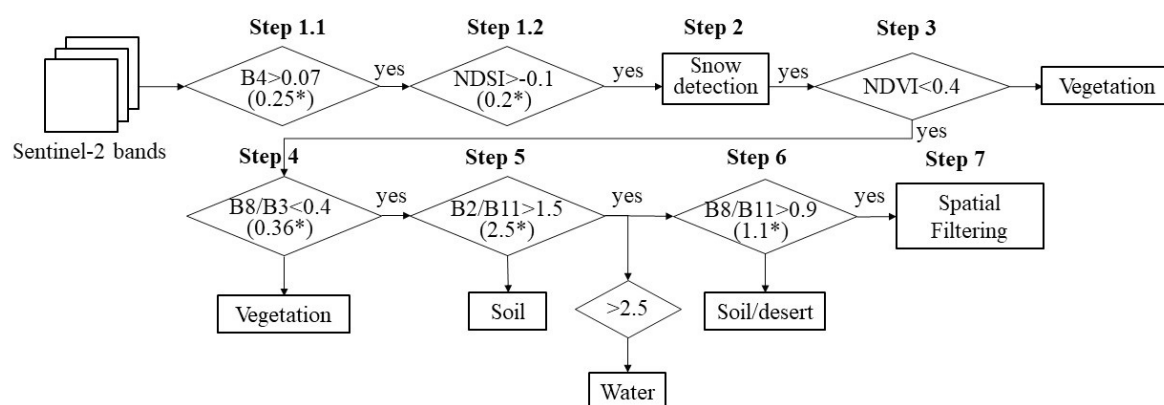 Step 1.1
Step 1.2
Step 2
Step 3
B4>0.07
(0.25*)
yes
NDSI>-0.1
(0.2*)
yes
Snow
detection
yes
NDVI<0.4
Vegetation
Sentinel-2 bands
yes
Step 4
Step 5
Step 6
Step 7
B8/B3<0.4
(0.36*)
yes
B2/B11>1.5
(2.5*)
yes
B8/B11>0.9
(1.1*)
yes
Spatial
Filtering
Vegetation
Soil
>2.5
Soil/desert
Water